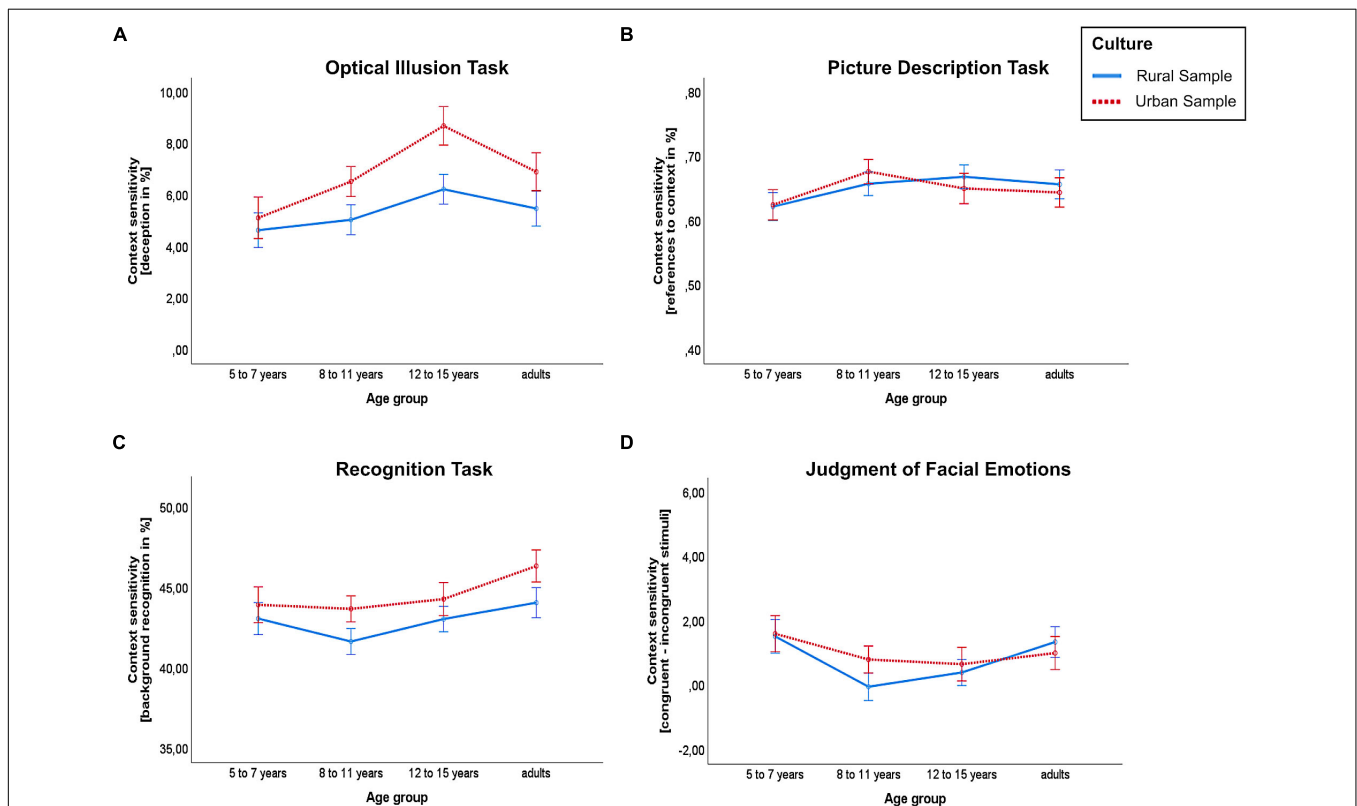 A
Optical Illusion Task
Context sensitivity
[deception in %]
10,00
8,00
6,00
4,00
2,00
,00
5 to 7 years
8 to 11 years
12 to 15 years
adults
Age group
B
Picture Description Task
Context sensitivity
[references to context in %]
,80
,70
,60
,50
,40
5 to 7 years
8 to 11 years
12 to 15 years
adults
Age group
Culture
Rural Sample
Urban Sample
C
Recognition Task
Context sensitivity
[background recognition in %]
50,00
45,00
40,00
35,00
5 to 7 years
8 to 11 years
12 to 15 years
adults
Age group
D
Judgment of Facial Emotions
Context sensitivity
[congruent - incongruent stimuli]
6,00
4,00
2,00
,00
-2,00
5 to 7 years
8 to 11 years
12 to 15 years
adults
Age group